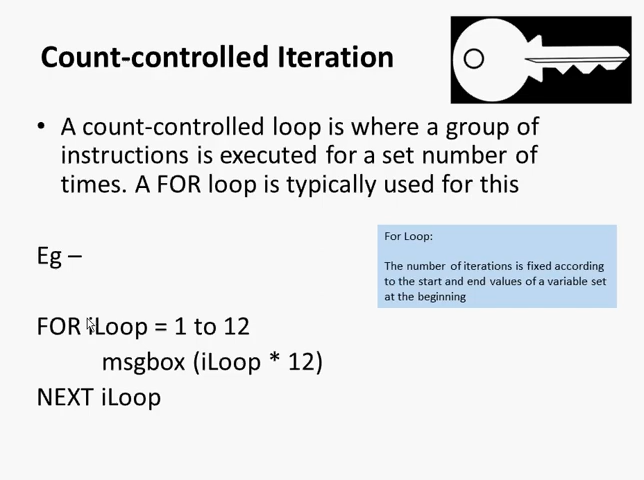 Count-controlled Iteration
• A count-controlled loop is where a group of
instructions is executed for a set number of
times. A FOR loop is typically used for this
Eg –
For Loop:
The number of iterations is fixed according
to the start and end values of a variable set
at the beginning
FOR iLoop = 1 to 12
msgbox (iLoop * 12)
NEXT iLoop